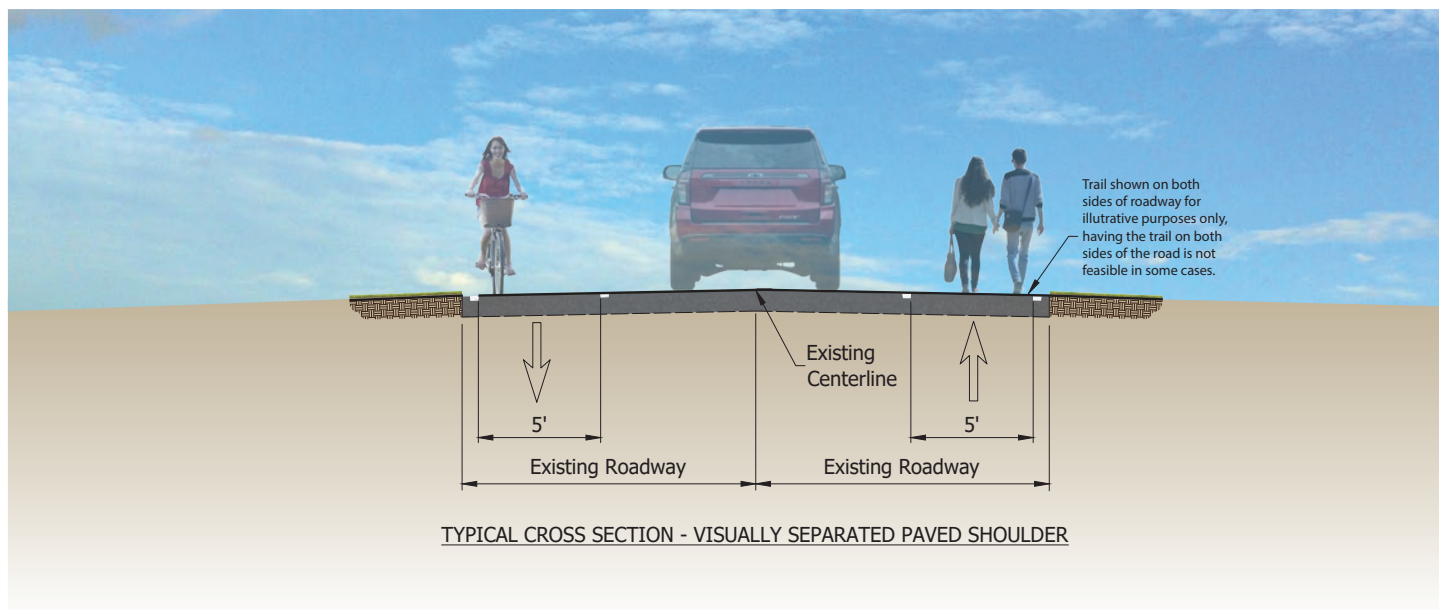 Trail shown on both
sides of roadway for
illutrative purposes only,
having the trail on both
sides of the road is not
feasible in some cases.
Existing
Centerline
5'
5'
Existing Roadway
Existing Roadway
TYPICAL CROSS SECTION - VISUALLY SEPARATED PAVED SHOULDER